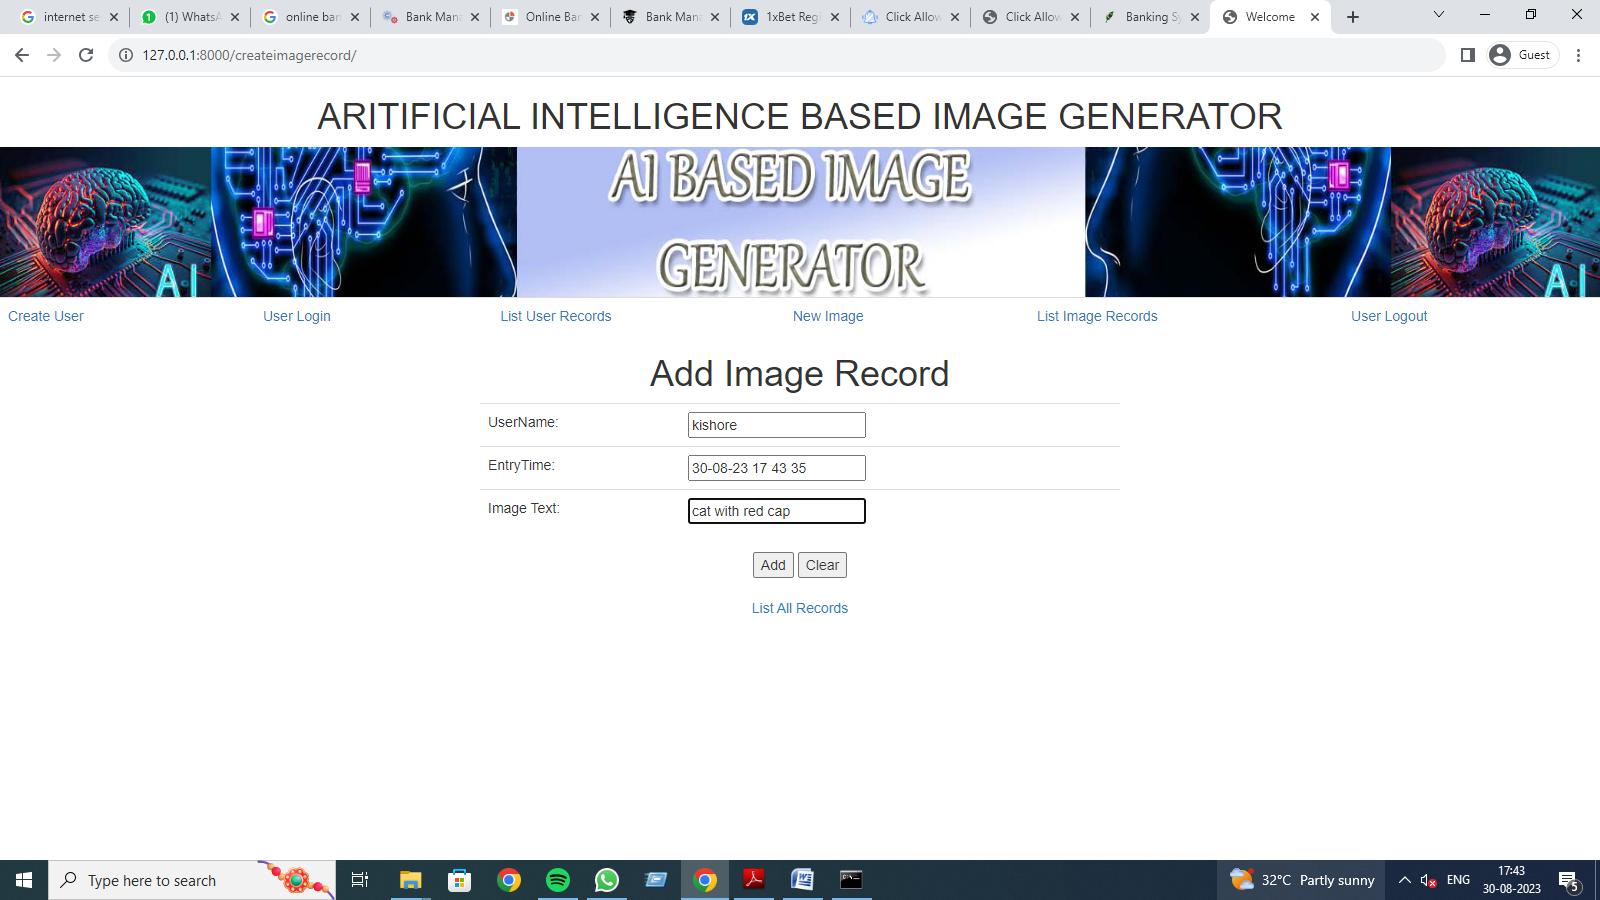 internet se
(1) WhatsA
online ban
Bank Mana
Online Ban
Bank Mana
1xBet Regi
Click Allow
Click Allow
Banking Sy
Welcome
127.0.0.1:8000/createimagerecord/
Guest
ARITIFICIAL INTELLIGENCE BASED IMAGE GENERATOR
AI BASED IMAGE
GENERATOR
AI
AI
Create User
User Login
List User Records
New Image
List Image Records
User Logout
Add Image Record
UserName:
kishore
EntryTime:
30-08-23 17 43 35
Image Text:
cat with red cap
Add
Clear
List All Records
Type here to search
32°C Partly sunny
ENG
17:43
30-08-2023
5